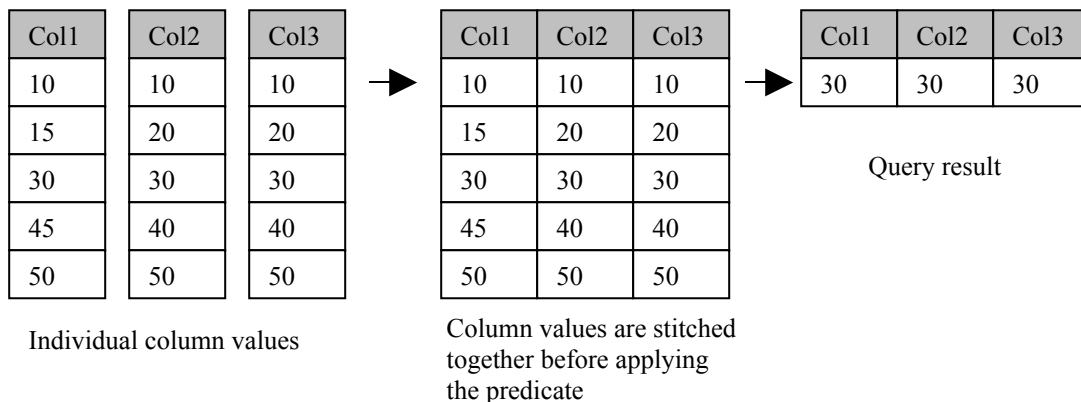 Col1 Col2 Col3 Col1 Col2 Col3 Col1 Col2 Col3
10 10 10 10 10 10 30 30 30
15 20 20 15 20 20
30 30 30 30 30 30
45 40 40 45 40 40
50 50 50 50 50 50
Query result
Individual column values
Column values are stitched
together before applying
the predicate